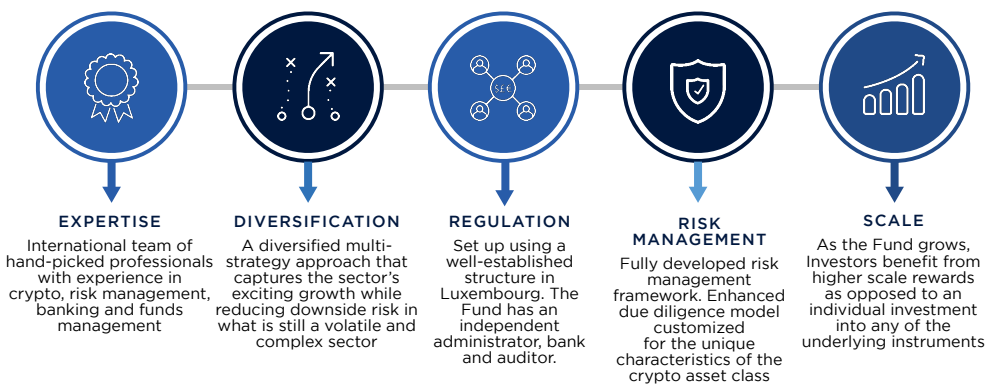 S£€
EXPERTISE
International team of
hand-picked professionals
with experience in
crypto, risk management,
banking and funds
management
DIVERSIFICATION
A diversified multi-
strategy approach that
captures the sector's
exciting growth while
reducing downside risk in
what is still a volatile and
complex sector
REGULATION
Set up using a
well-established
structure in
Luxembourg. The
Fund has an
independent
administrator, bank
and auditor.
RISK
MANAGEMENT
Fully developed risk
management
framework. Enhanced
due diligence model
customized
for the unique
characteristics of the
crypto asset class
SCALE
As the Fund grows,
Investors benefit from
higher scale rewards
as opposed to an
individual investment
into any of the
underlying instruments